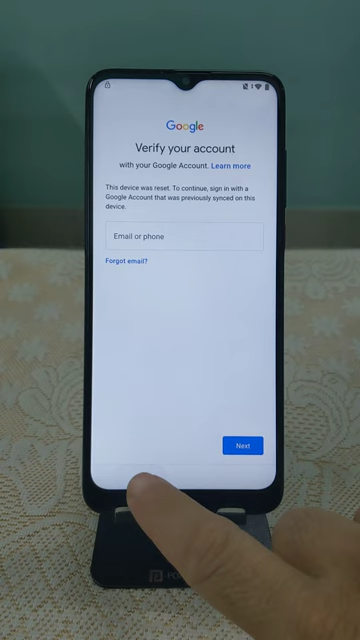 Google
Verify your account
with your Google Account. Learn more
This device was reset. To continue, sign in with a
Google Account that was previously synced on this
device.
Email or phone
Forgot email?
Next